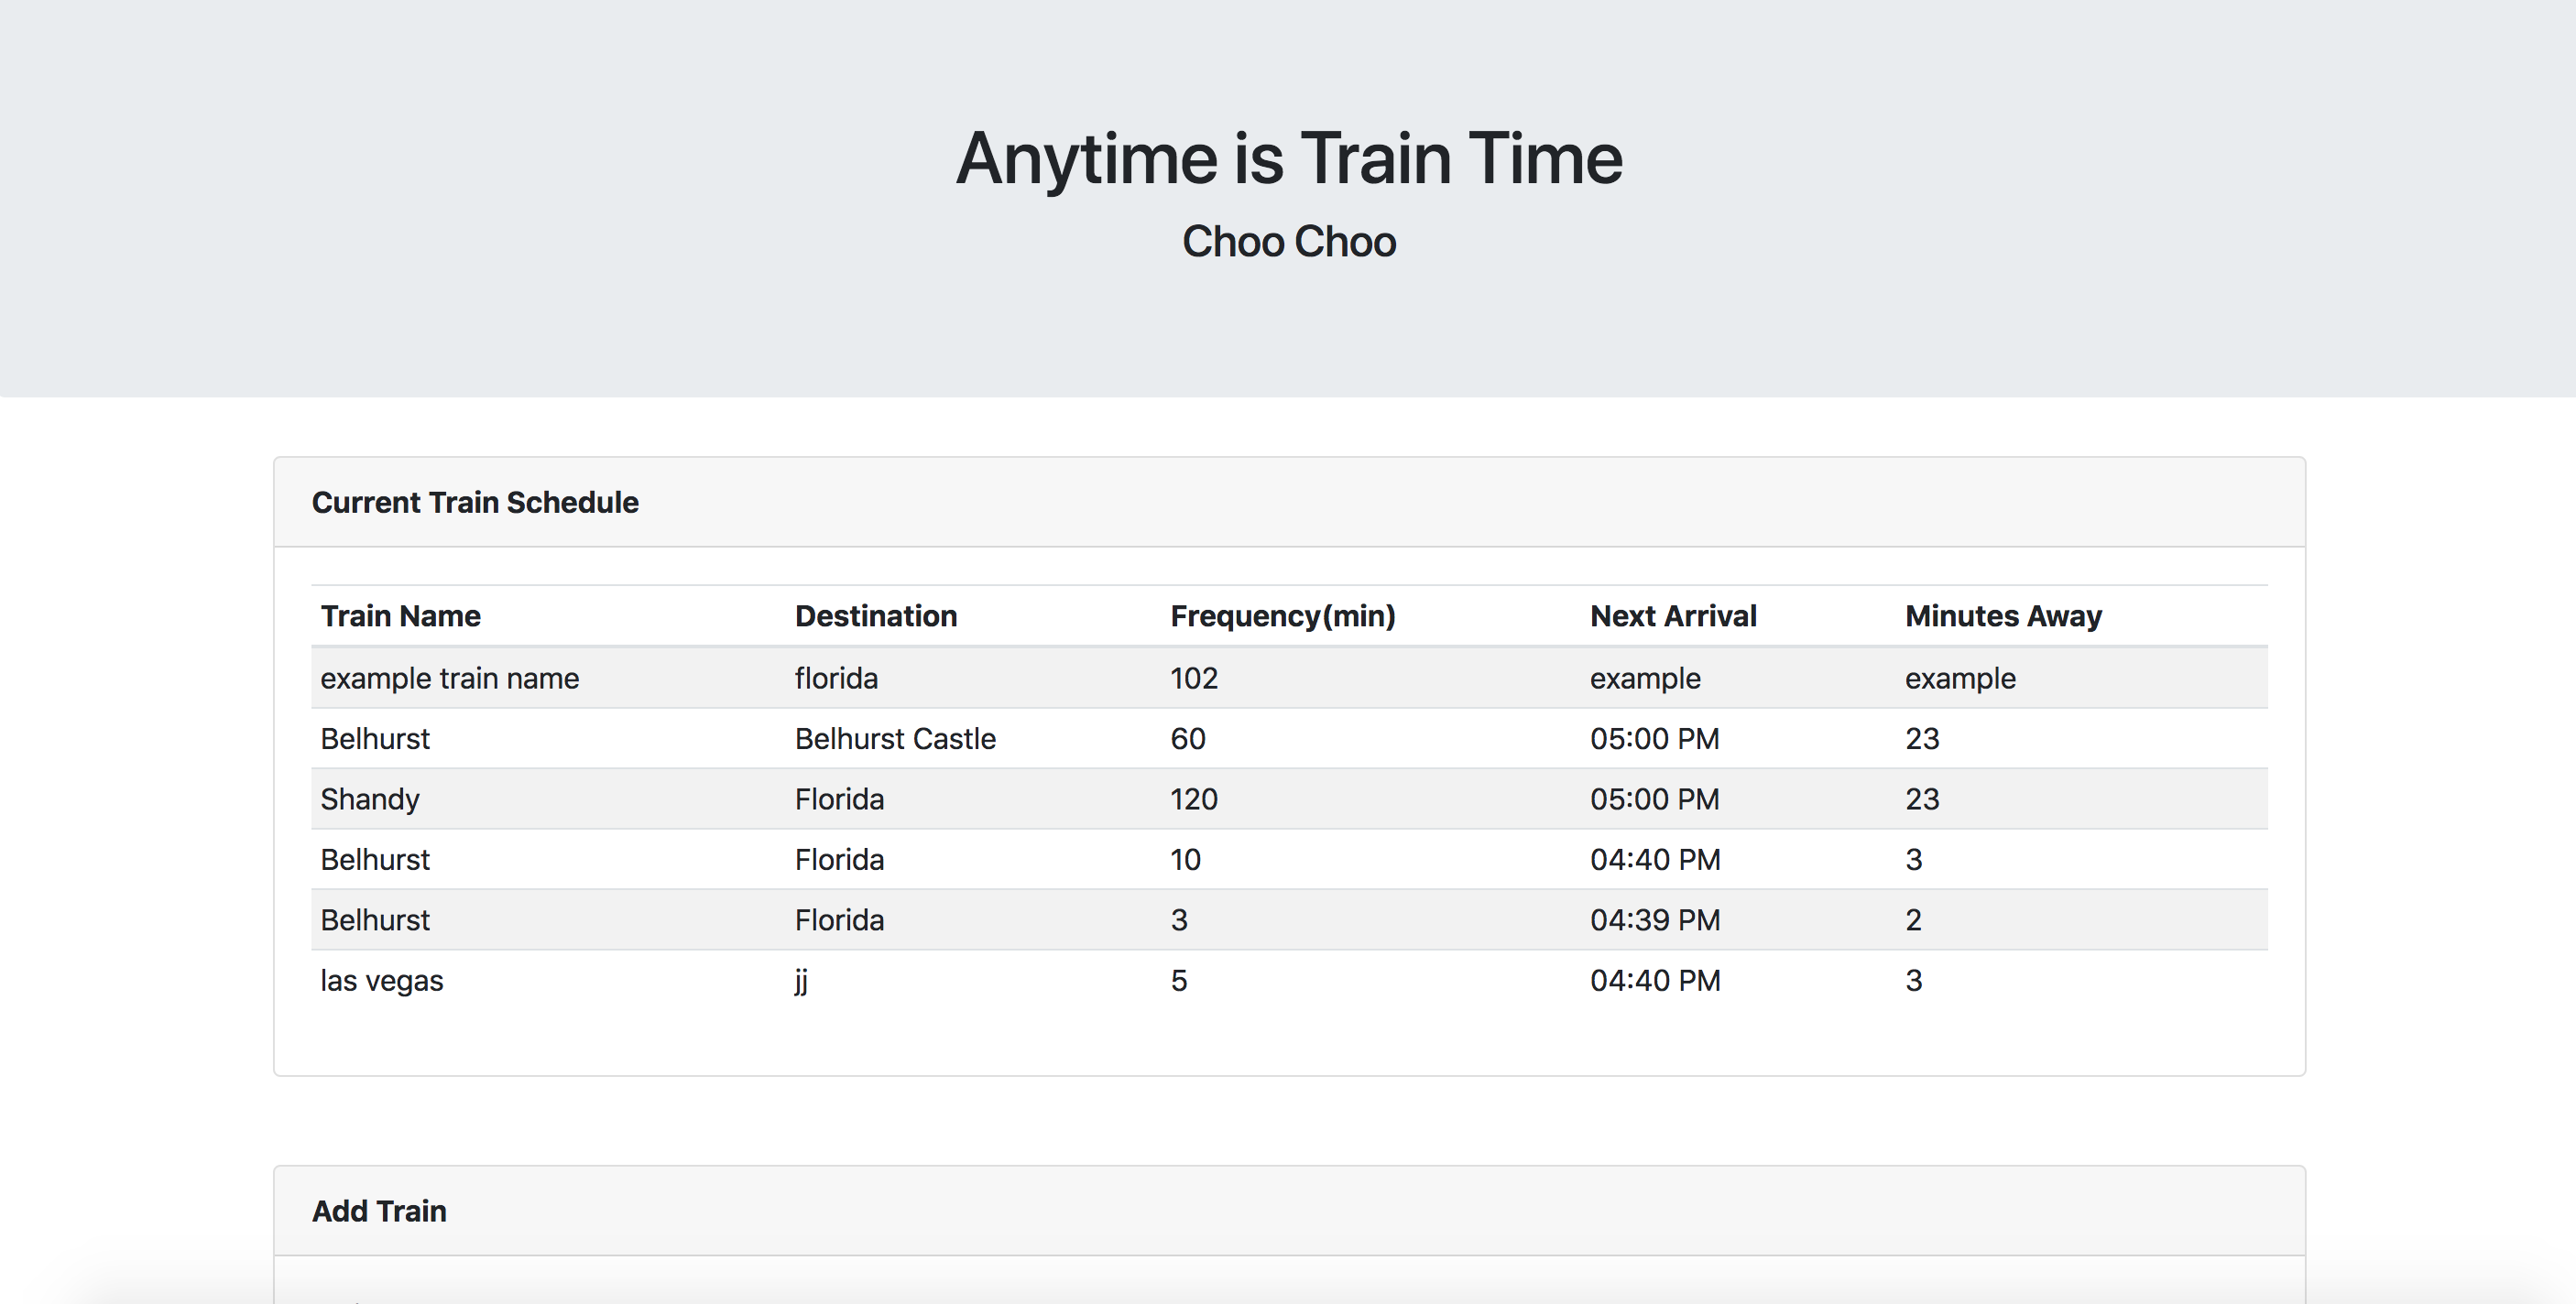 Anytime is Train Time
Choo Choo
Current Train Schedule
Train Name Destination Frequency(min) Next Arrival Minutes Away
example train name florida 102 example example
Belhurst Belhurst Castle 60 05:00 PM 23
Shandy Florida 120 05:00 PM 23
Belhurst Florida 10 04:40 PM 3
Belhurst Florida 3 04:39 PM 2
las vegas jj 5 04:40 PM 3
Add Train